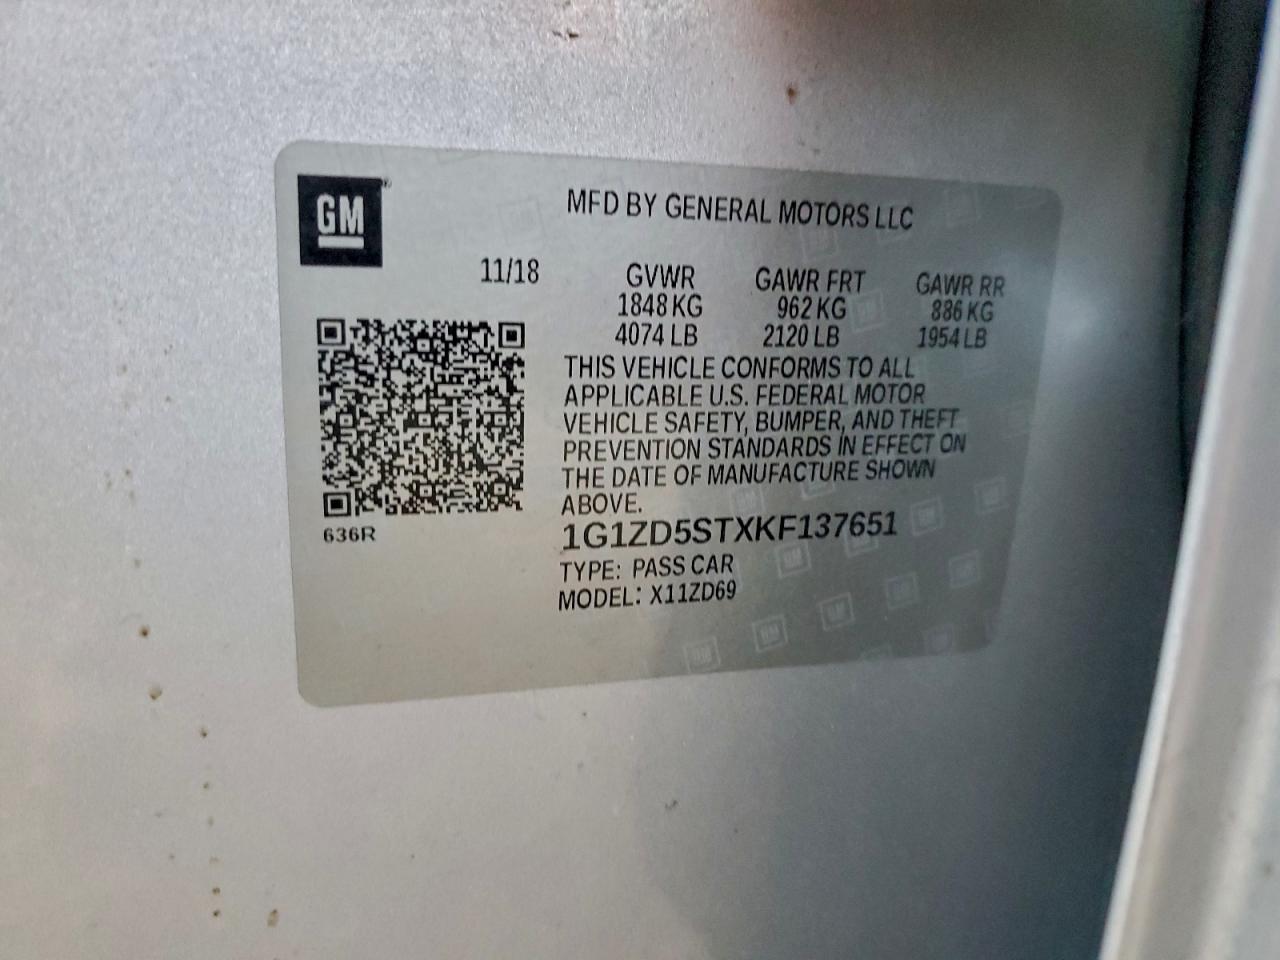 GM
MFD BY GENERAL MOTORS LLC
11/18
GVWR GAWR FRT GAWR RR
1848 KG 962 KG 886 KG
4074 LB 2120 LB 1954 LB
THIS VEHICLE CONFORMS TO ALL
APPLICABLE U.S. FEDERAL MOTOR
VEHICLE SAFETY, BUMPER, AND THEFT
PREVENTION STANDARDS IN EFFECT ON
THE DATE OF MANUFACTURE SHOWN
ABOVE.
636R
1G1ZD5STXKF137651
TYPE: PASS CAR
MODEL: X11ZD69